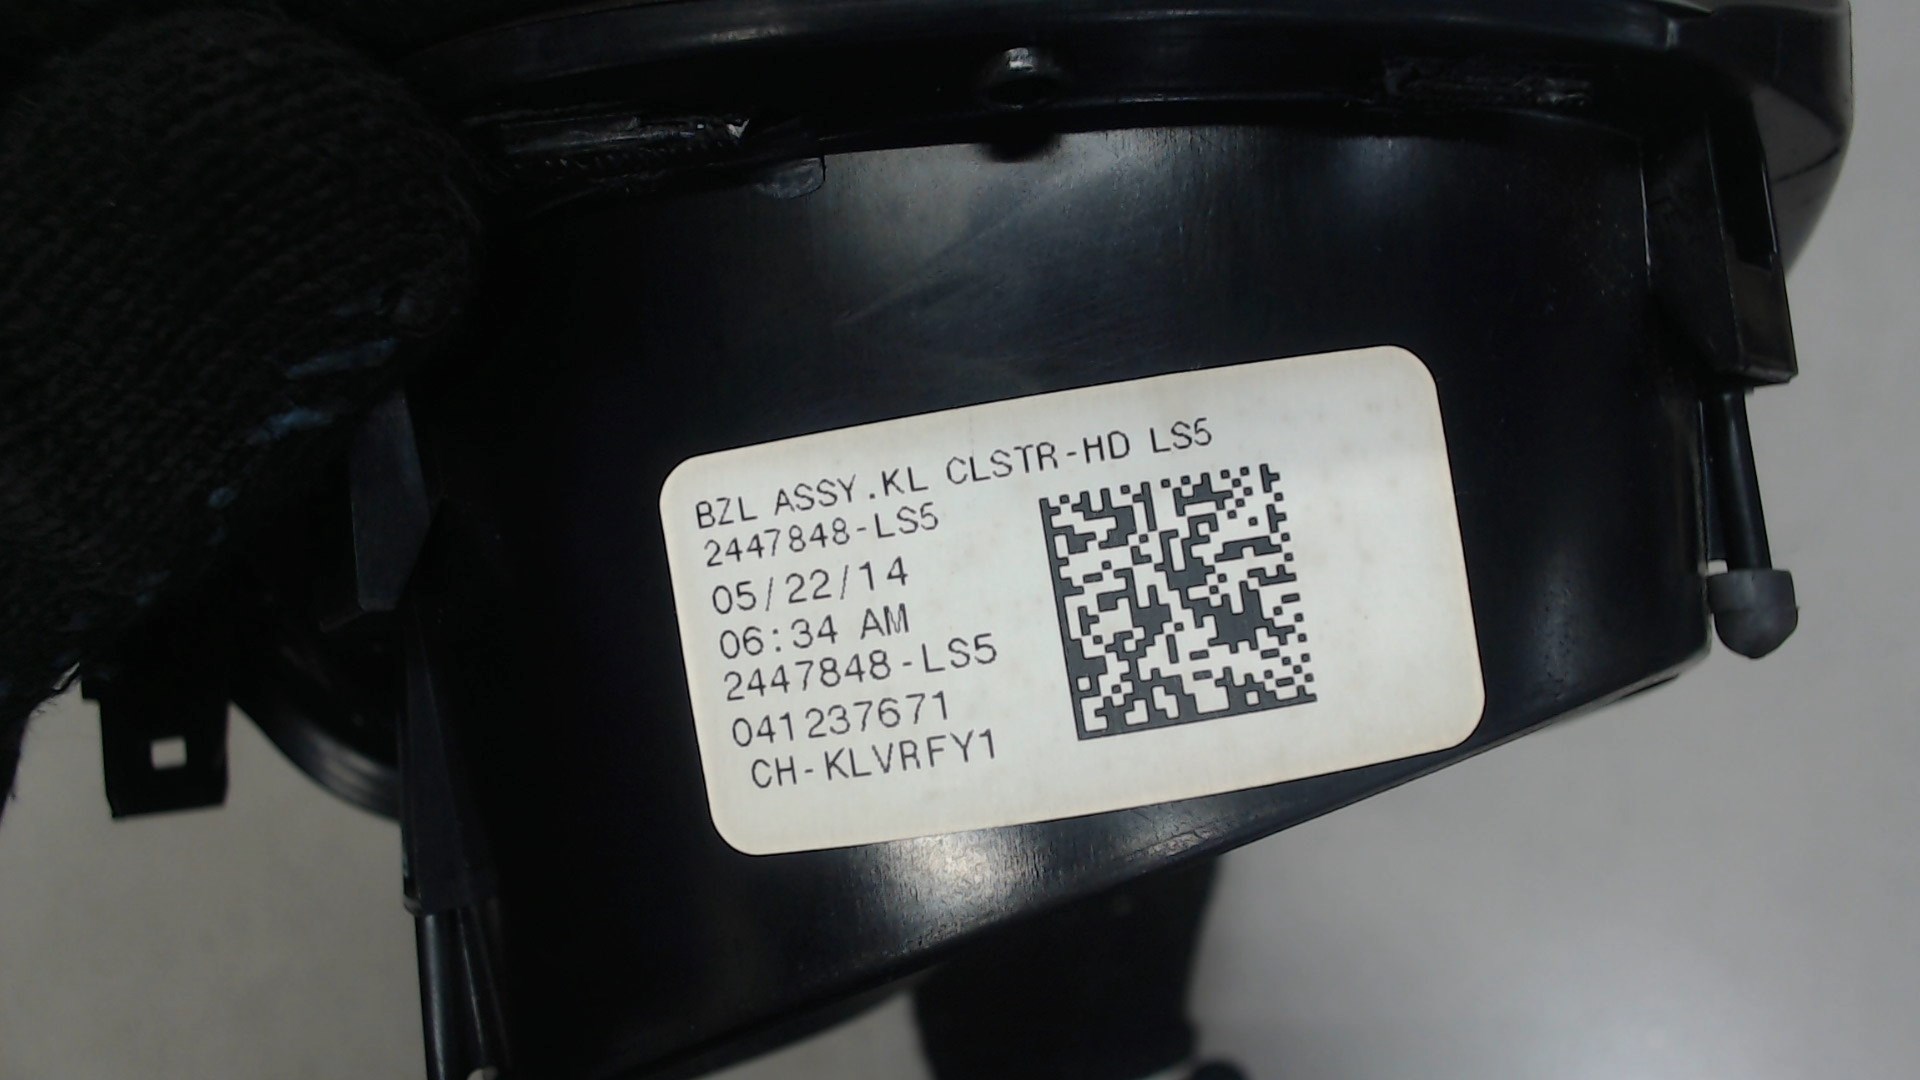 BZL ASSY.KL CLSTR-HD LS5
2447848-LS5
05/22/14
06:34 AM
2447848-LS5
041237671
CH-KLVRFY1